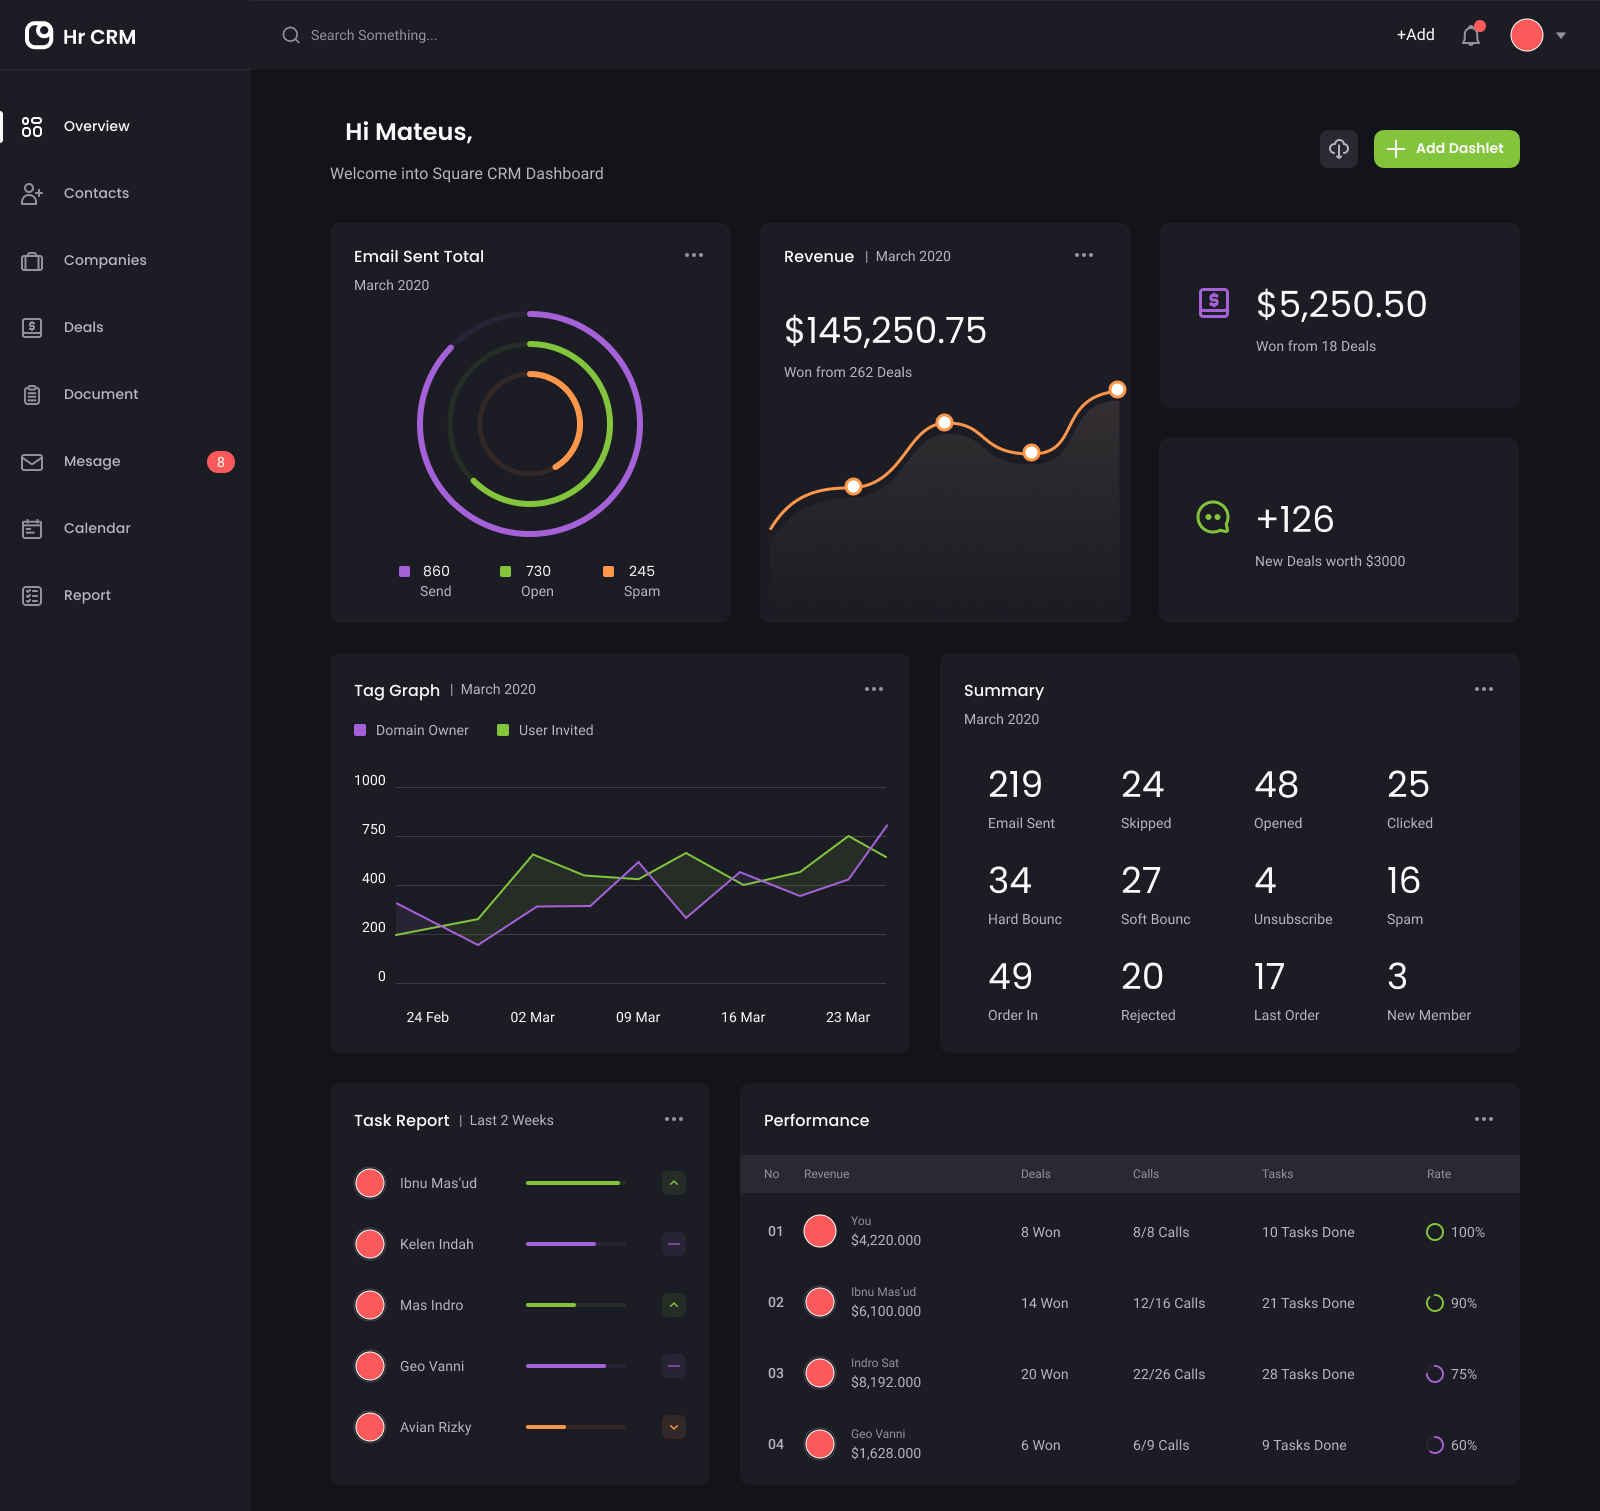 Hr CRM
Search Something...
+Add
Overview
Contacts
Companies
Deals
Document
Mesage
8
Calendar
Report
Hi Mateus,
Welcome into Square CRM Dashboard
Add Dashlet
Email Sent Total
March 2020
860
Send
730
Open
245
Spam
Revenue | March 2020
$145,250.75
Won from 262 Deals
$5,250.50
Won from 18 Deals
+126
New Deals worth $3000
Tag Graph | March 2020
Domain Owner
User Invited
1000
750
400
200
0
24 Feb
02 Mar
09 Mar
16 Mar
23 Mar
Summary
March 2020
219
Email Sent
24
Skipped
48
Opened
25
Clicked
34
Hard Bounc
27
Soft Bounc
4
Unsubscribe
16
Spam
49
Order In
20
Rejected
17
Last Order
3
New Member
Task Report | Last 2 Weeks
Ibnu Mas’ud
Kelen Indah
Mas Indro
Geo Vanni
Avian Rizky
Performance
No Revenue Deals Calls Tasks Rate
01
You
$4,220.000
8 Won
8/8 Calls
10 Tasks Done
100%
02
Ibnu Mas’ud
$6,100.000
14 Won
12/16 Calls
21 Tasks Done
90%
03
Indro Sat
$8,192.000
20 Won
22/26 Calls
28 Tasks Done
75%
04
Geo Vanni
$1,628.000
6 Won
6/9 Calls
9 Tasks Done
60%